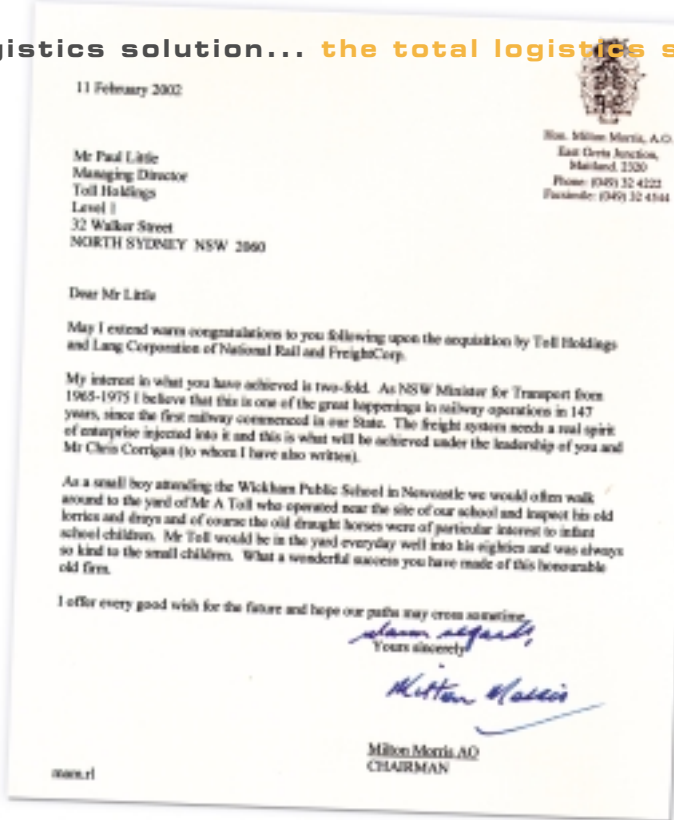 gistics solution... the total logistics s
11 February 2002
Hon. Milton Morris, A.O.
East Greta Junction,
Maitland, 2320
Phone: (049) 32 4222
Facsimile: (049) 32 4544
Mr Paul Little
Managing Director
Toll Holdings
Level 1
32 Walker Street
NORTH SYDNEY NSW 2060
Dear Mr Little
May I extend warm congratulations to you following upon the acquisition by Toll Holdings
and Lang Corporation of National Rail and FreightCorp.
My interest in what you have achieved is two-fold. As NSW Minister for Transport from
1965-1975 I believe that this is one of the great happenings in railway operations in 147
years, since the first railway commenced in our State. The freight system needs a real spirit
of enterprise injected into it and this is what will be achieved under the leadership of you and
Mr Chris Corrigan (to whom I have also written).
As a small boy attending the Wickham Public School in Newcastle we would often walk
around to the yard of Mr A Toll who operated near the site of our school and inspect his old
lorries and drays and of course the old draught horses were of particular interest to infant
school children. Mr Toll would be in the yard everyday well into his eighties and was always
so kind to the small children. What a wonderful success you have made of this honourable
old firm.
I offer every good wish for the future and hope our paths may cross sometime.
Warm regards,
Yours sincerely
Milton Morris
Milton Morris AO
CHAIRMAN